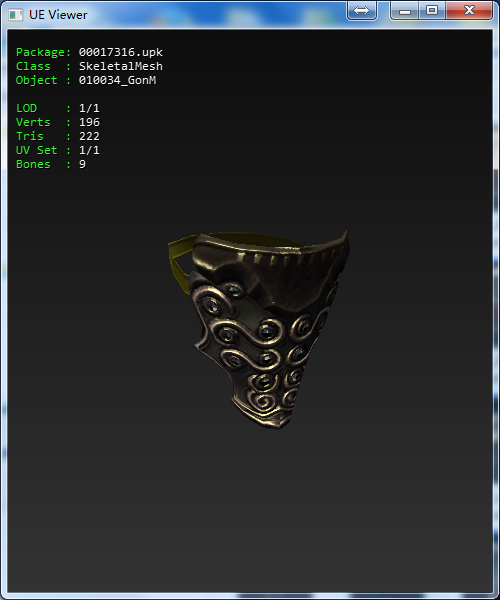 UE Viewer
Package: 00017316.upk
Class  : SkeletalMesh
Object : 010034_GonM
LOD    : 1/1
Verts  : 196
Tris   : 222
UV Set : 1/1
Bones  : 9